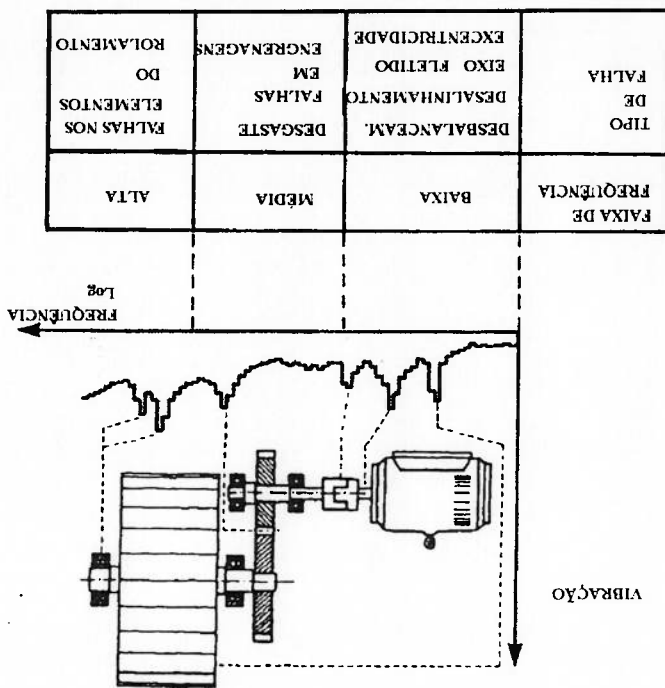 VIBRAÇÃO
FREQUÊNCIA
Log
FAIXA DE
FREQUÊNCIA
BAIXA
MÉDIA
ALTA
TIPO
DE
FALHA
DESBALANCEAM.
DESALINHAMENTO
EIXO FLETIDO
EXCENTRICIDADE
DESGASTE
FALHAS
EM
ENGRENAGENS
FALHAS NOS
ELEMENTOS
DO
ROLAMENTO